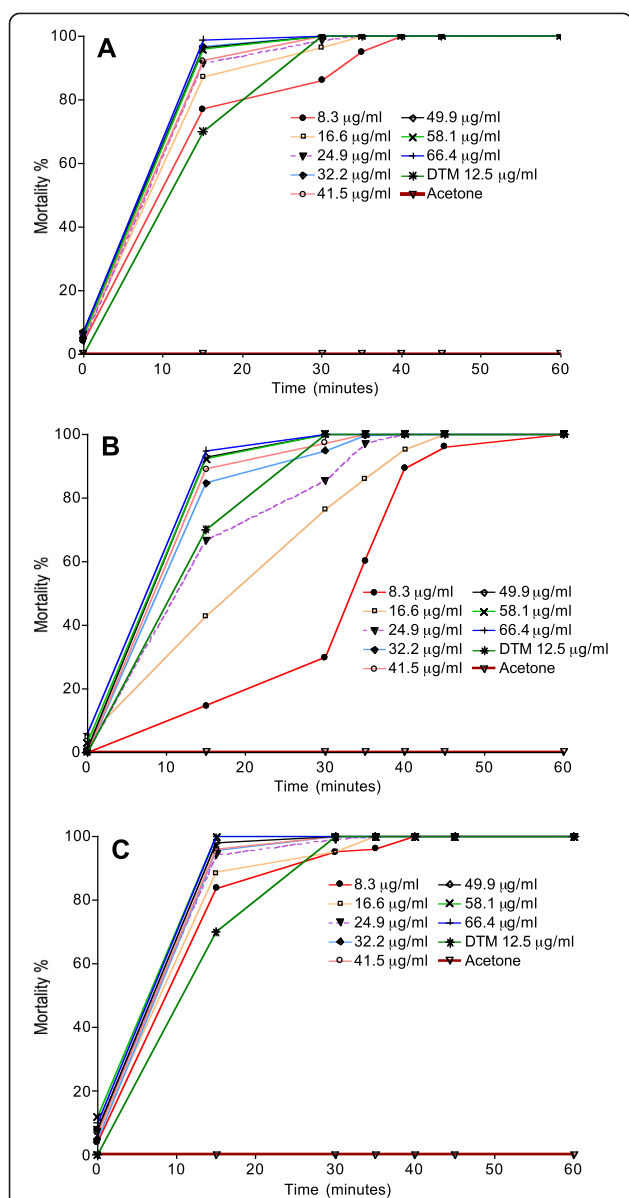 A
100
80
60
40
20
0
Mortality %
8.3 µg/ml
16.6 µg/ml
24.9 µg/ml
32.2 µg/ml
41.5 µg/ml
49.9 µg/ml
58.1 µg/ml
66.4 µg/ml
DTM 12.5 µg/ml
Acetone
0 10 20 30 40 50 60
Time (minutes)
B
100
80
60
40
20
0
Mortality %
8.3 µg/ml
16.6 µg/ml
24.9 µg/ml
32.2 µg/ml
41.5 µg/ml
49.9 µg/ml
58.1 µg/ml
66.4 µg/ml
DTM 12.5 µg/ml
Acetone
0 10 20 30 40 50 60
Time (minutes)
C
100
80
60
40
20
0
Mortality %
8.3 µg/ml
16.6 µg/ml
24.9 µg/ml
32.2 µg/ml
41.5 µg/ml
49.9 µg/ml
58.1 µg/ml
66.4 µg/ml
DTM 12.5 µg/ml
Acetone
0 10 20 30 40 50 60
Time (minutes)